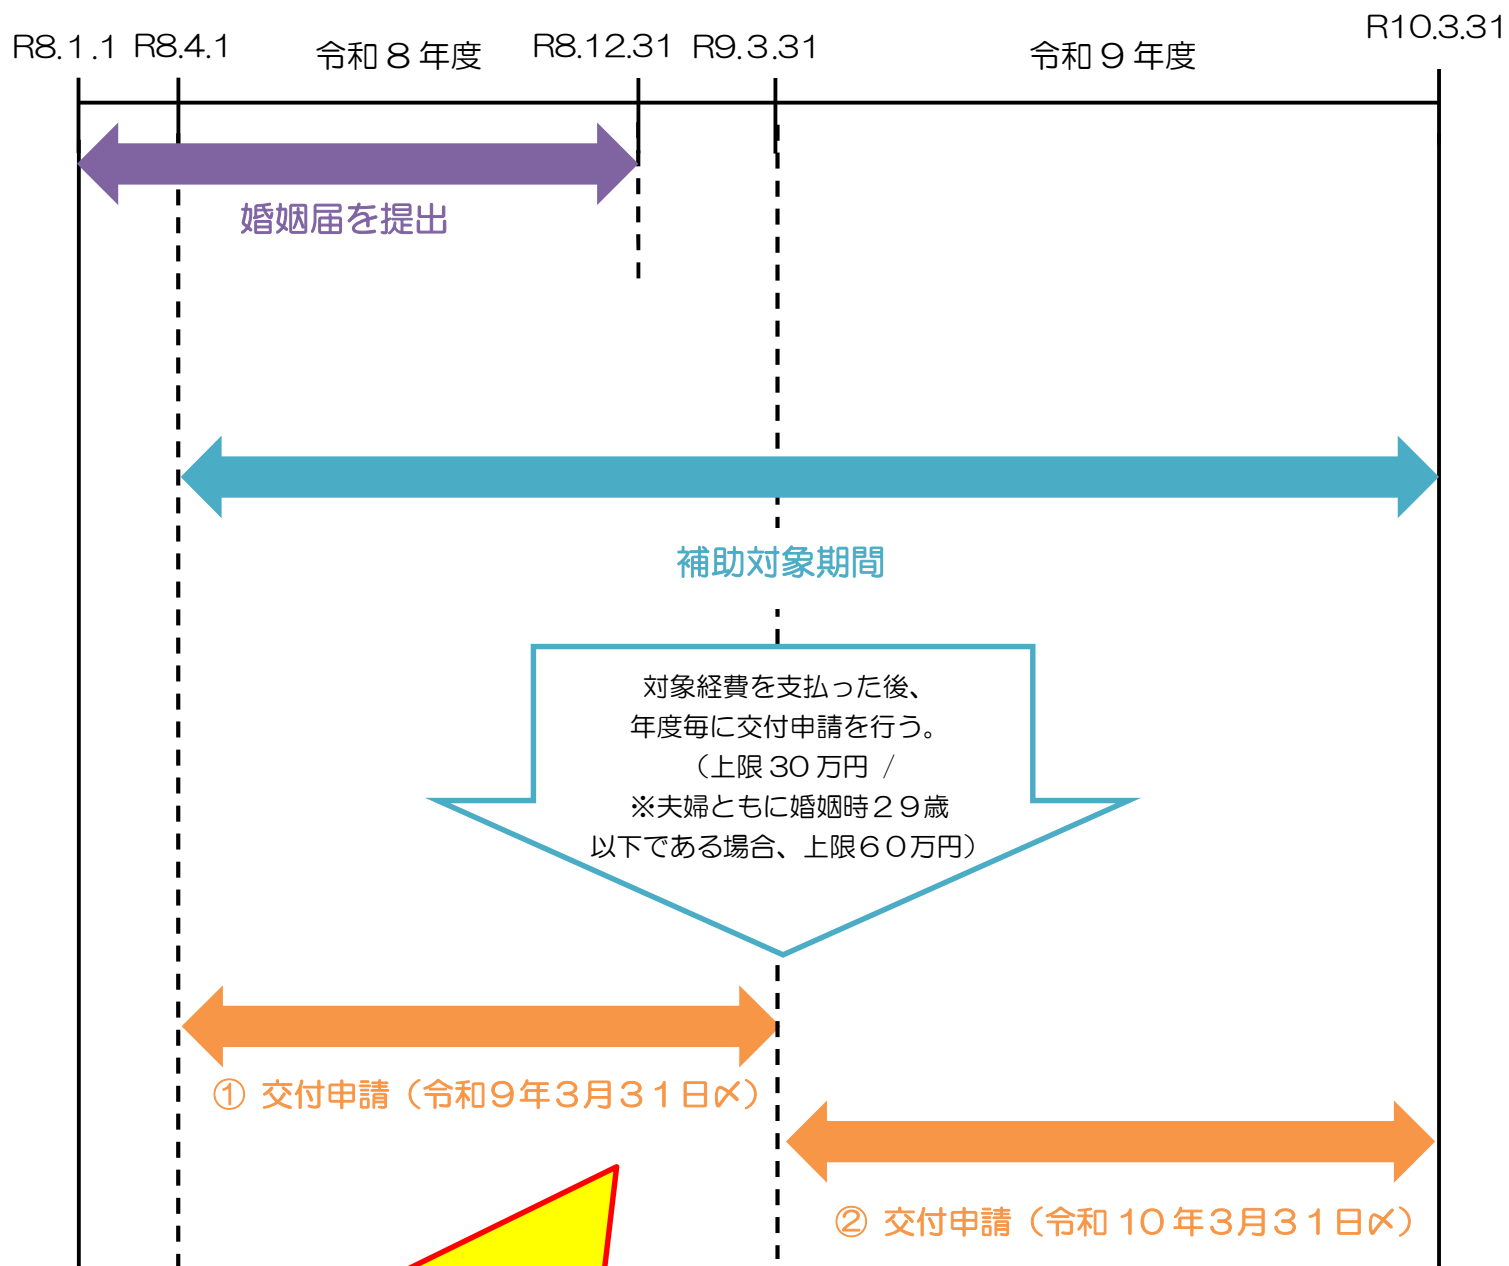 R8.1.1 R8.4.1 令和８年度 R8.12.31 R9.3.31 令和９年度 R10.3.31
婚姻届を提出
補助対象期間
対象経費を支払った後、
年度毎に交付申請を行う。
（上限 30 万円 /
※夫婦ともに婚姻時２９歳
以下である場合、上限６０万円）
① 交付申請（令和９年３月３１日〆）
② 交付申請（令和 10 年３月３１日〆）